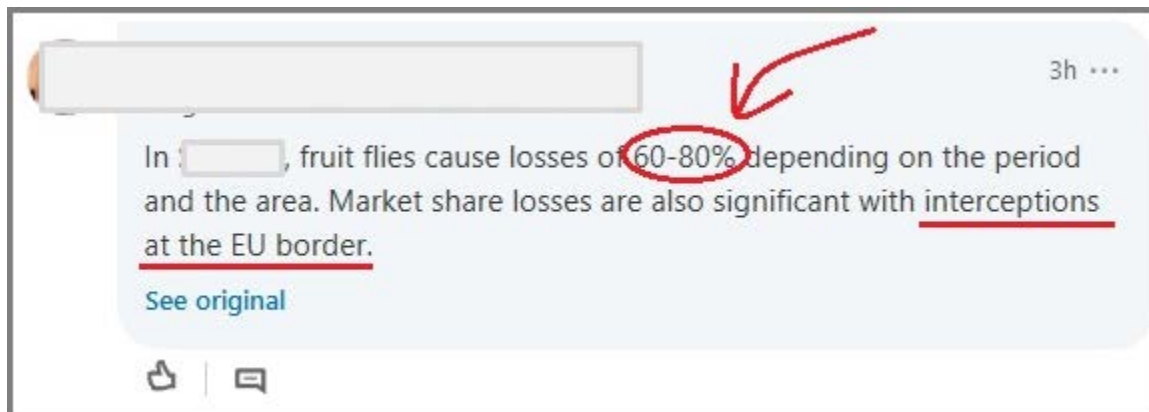 3h ···
In , fruit flies cause losses of 60-80% depending on the period
and the area. Market share losses are also significant with interceptions
at the EU border.
See original